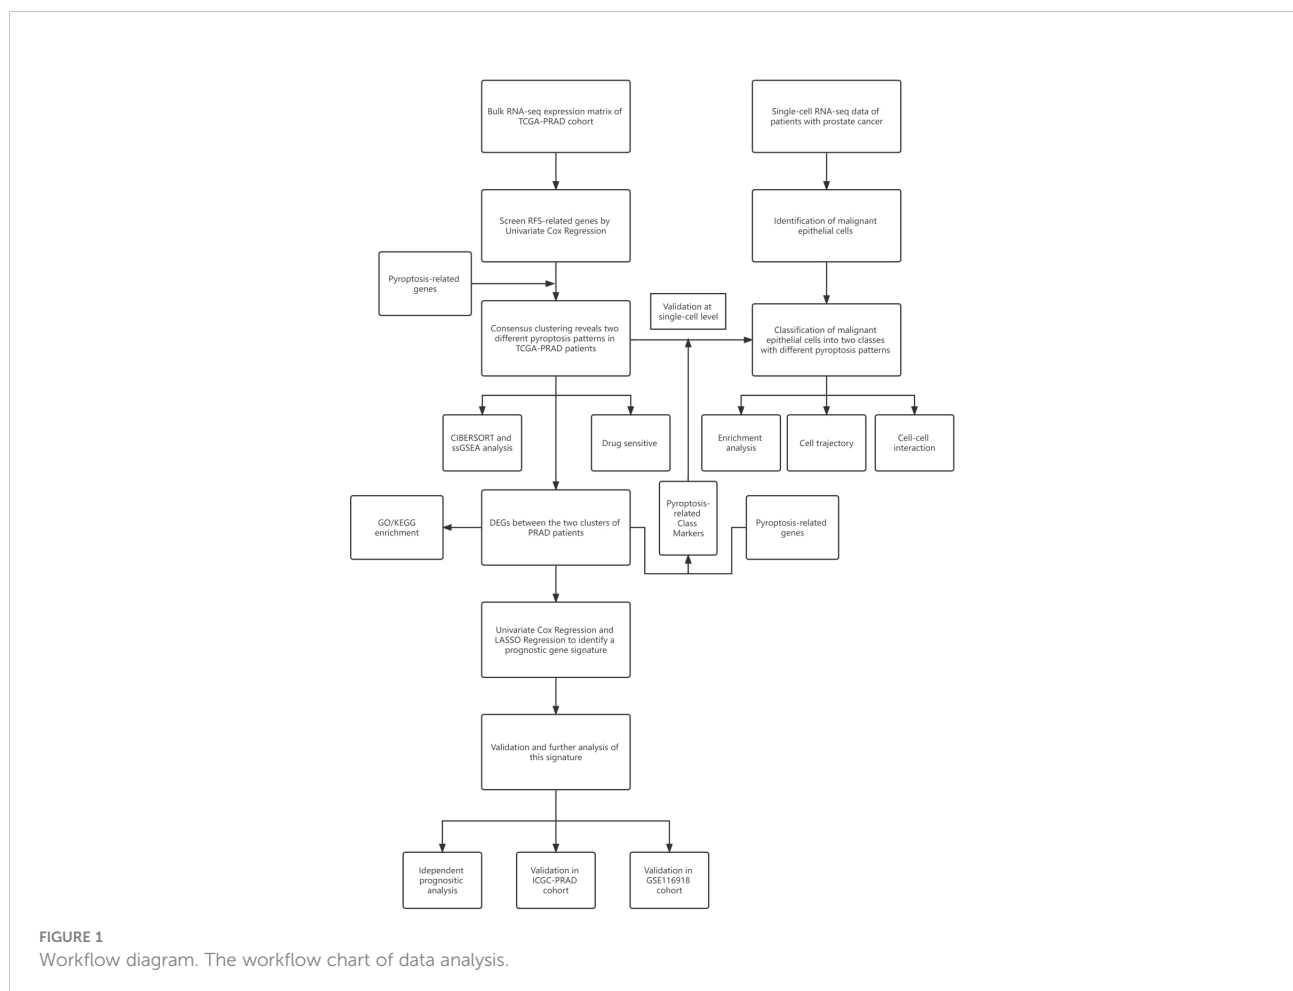 Bulk RNA-seq expression matrix of
TCGA-PRAD cohort
Single-cell RNA-seq data of
patients with prostate cancer
Screen RFS-related genes by
Univariate Cox Regression
Identification of malignant
epithelial cells
Pyroptosis-related
genes
Validation at
single-cell level
Consensus clustering reveals two
different pyroptosis patterns in
TCGA-PRAD patients
Classification of malignant
epithelial cells into two classes
with different pyroptosis patterns
CIBERSORT and
ssGSEA analysis
Drug sensitive
Enrichment
analysis
Cell trajectory
Cell-cell
interaction
GO/KEGG
enrichment
DEGs between the two clusters of
PRAD patients
Pyroptosis-
related
Class
Markers
Pyroptosis-related
genes
Univariate Cox Regression and
LASSO Regression to identify a
prognostic gene signature
Validation and further analysis of
this signature
Idependent
prognositic
analysis
Validation in
ICGC-PRAD
cohort
Validation in
GSE116918
cohort
FIGURE 1
Workflow diagram. The workflow chart of data analysis.